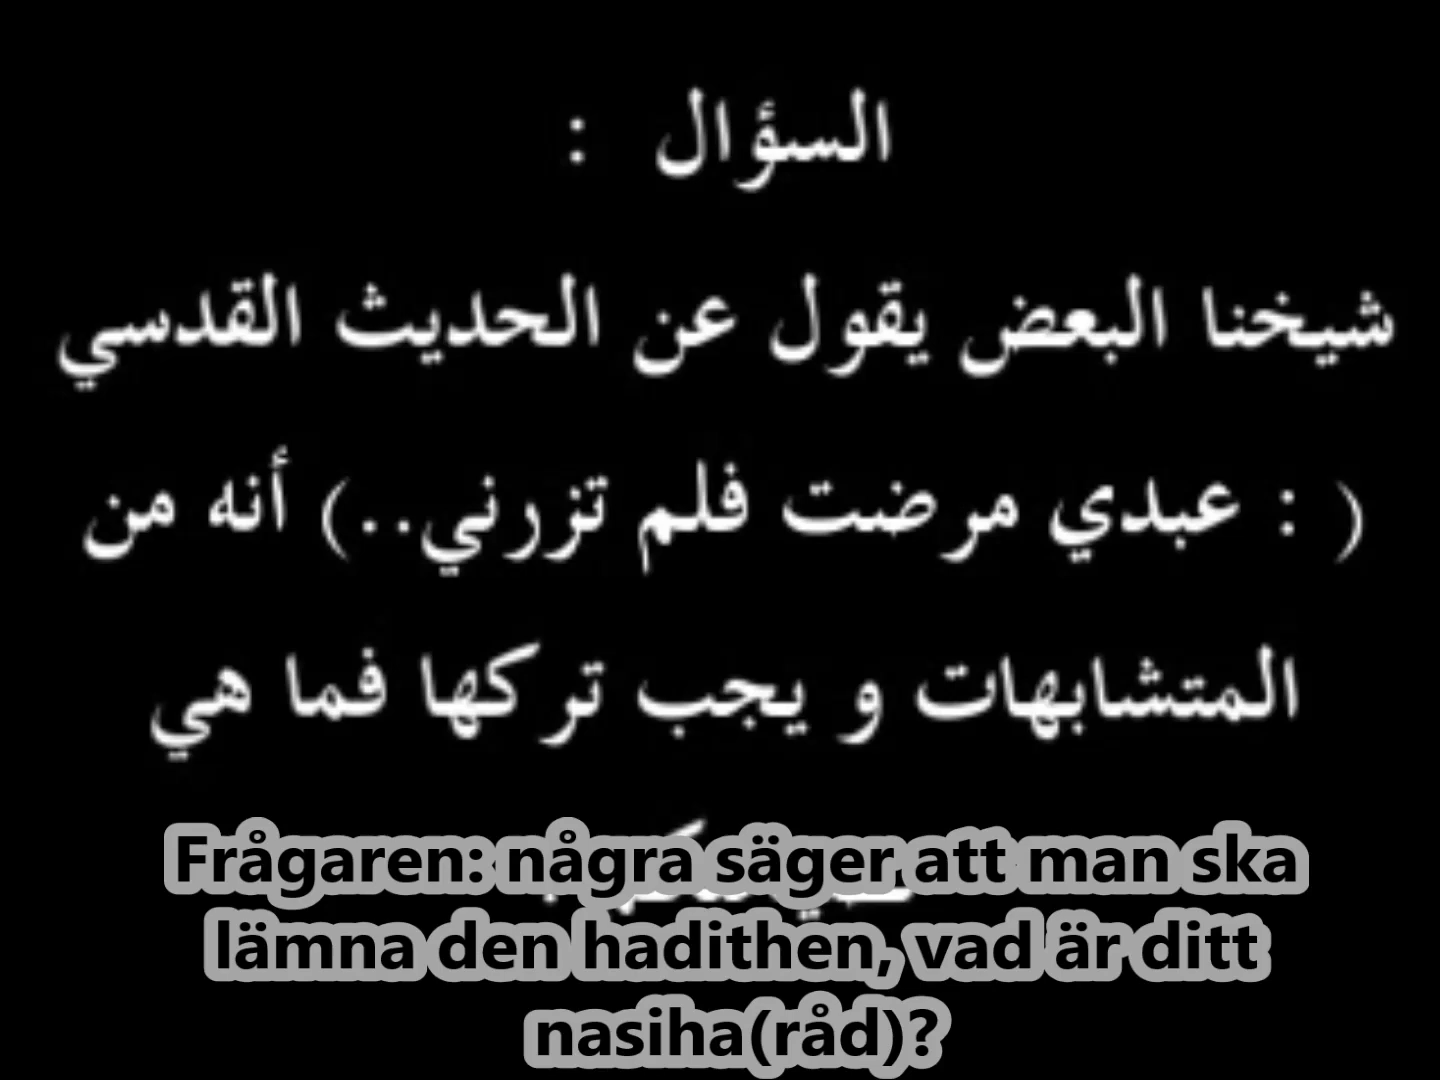 السؤال :
شيخنا البعض يقول عن الحديث القدسي
( : عبدي مرضت فلم تزرني..) أنه من
المتشابهات و يجب تركها فما هي
Frågaren: några säger att man ska
lämna den hadithen, vad är ditt
nasiha(råd)?